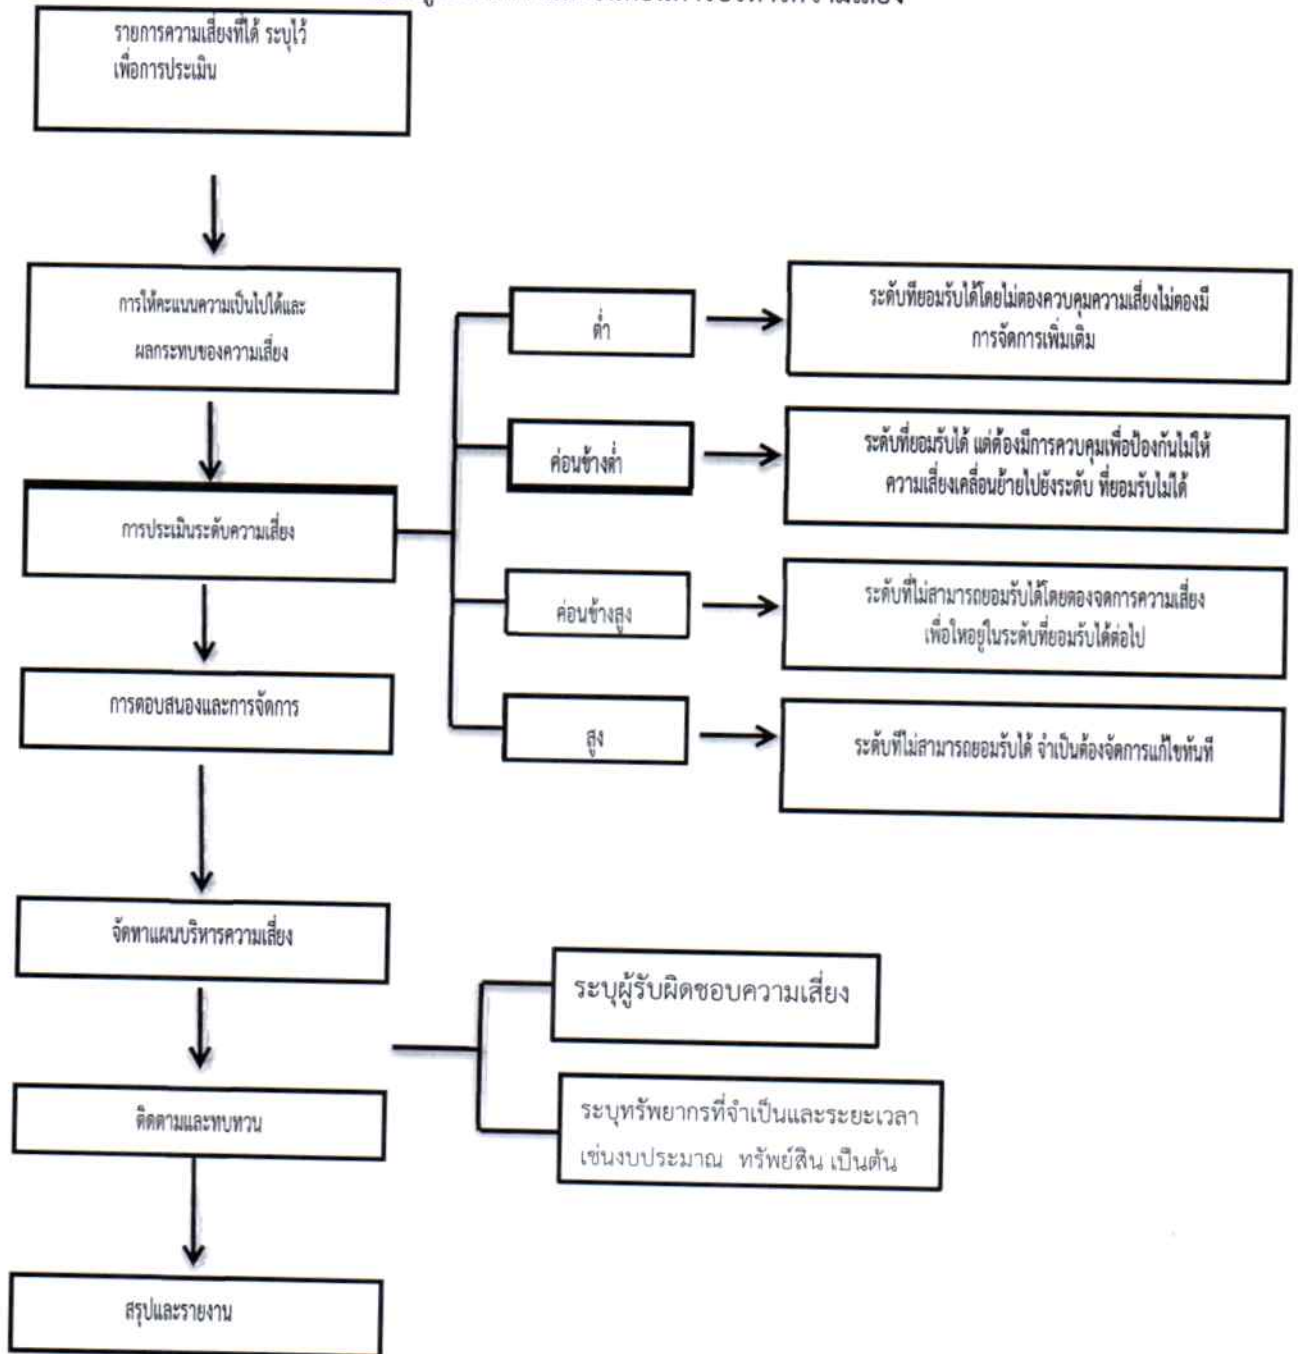 รายการความเสี่ยงที่ได้ ระบุไว้
เพื่อการประเมิน
การให้คะแนนความเป็นไปได้และ
ผลกระทบของความเสี่ยง
การประเมินระดับความเสี่ยง
ต่ำ
ระดับที่ยอมรับได้โดยไม่ตองควบคุมความเสี่ยงไม่ตองมี
การจัดการเพิ่มเติม
ค่อนข้างต่ำ
ระดับที่ยอมรับได้ แต่ต้องมีการควบคุมเพื่อป้องกันไม่ให้
ความเสี่ยงเคลื่อนย้ายไปยังระดับ ที่ยอมรับไม่ได้
ค่อนข้างสูง
ระดับที่ไม่สามารถยอมรับได้โดยตองจดการความเสี่ยง
เพื่อใหอยู่ในระดับที่ยอมรับได้ต่อไป
สูง
ระดับที่ไม่สามารถยอมรับได้ จำเป็นต้องจัดการแก้ไขทันที
การตอบสนองและการจัดการ
จัดทาแผนบริหารความเสี่ยง
ระบุผู้รับผิดชอบความเสี่ยง
ระบุทรัพยากรที่จำเป็นและระยะเวลา
เช่นงบประมาณ ทรัพย์สิน เป็นต้น
ติดตามและทบทวน
สรุปและรายงาน